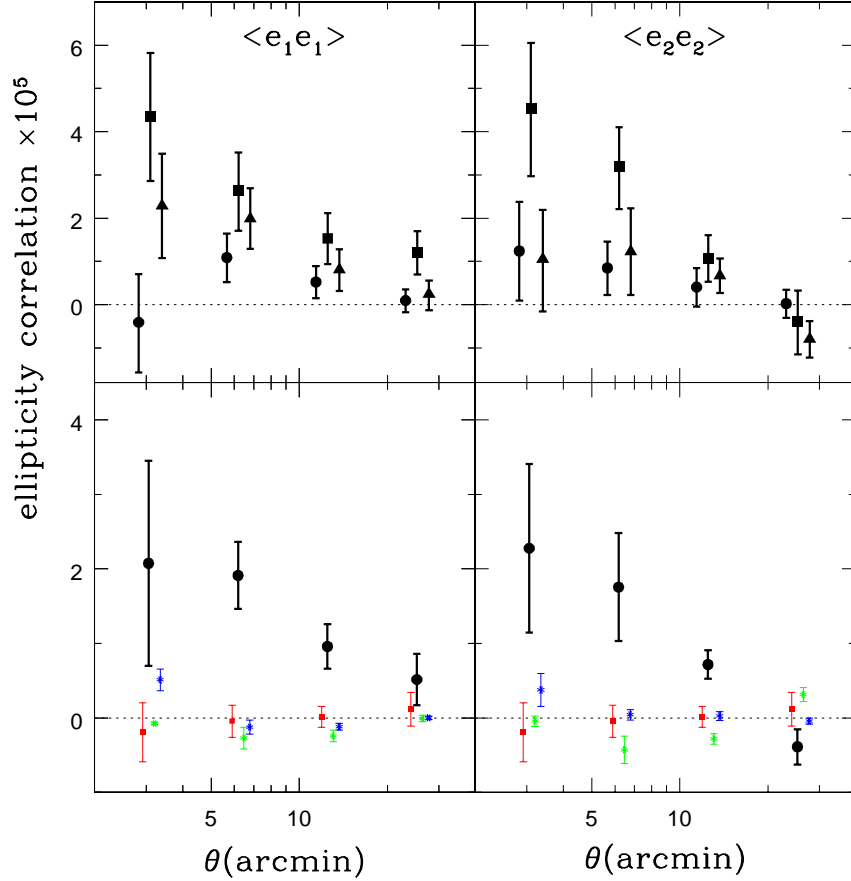 <e₁e₁> <e₂e₂>
6
4
2
0
ellipticity correlation ×10⁵
4
2
0
5 10 5 10
θ(arcmin) θ(arcmin)